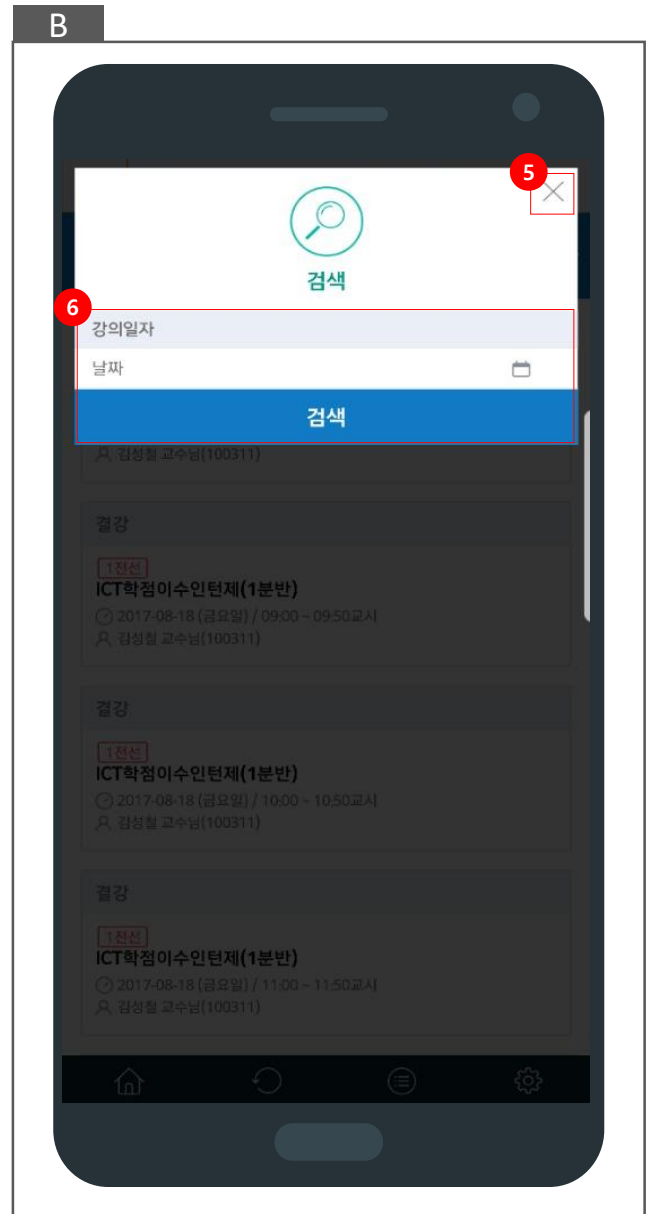 B
5
검색
6
강의일자
날짜
검색
김성철 교수님(100311)
결강
1전선
ICT학점이수인턴제(1분반)
2017-08-18 (금요일) / 09:00 ~ 09:50교시
김성철 교수님(100311)
결강
1전선
ICT학점이수인턴제(1분반)
2017-08-18 (금요일) / 10:00 ~ 10:50교시
김성철 교수님(100311)
결강
1전선
ICT학점이수인턴제(1분반)
2017-08-18 (금요일) / 11:00 ~ 11:50교시
김성철 교수님(100311)